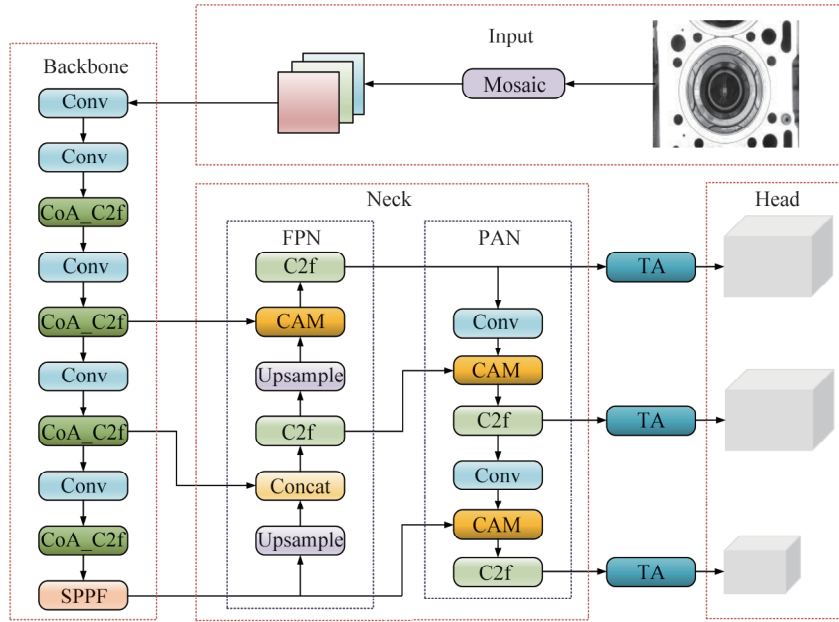 Input
Mosaic
Backbone
Conv
Conv
CoA_C2f
Conv
CoA_C2f
Conv
CoA_C2f
Conv
CoA_C2f
SPPF
Neck
FPN
C2f
CAM
Upsample
C2f
Concat
Upsample
PAN
Conv
CAM
C2f
Conv
CAM
C2f
TA
TA
TA
Head